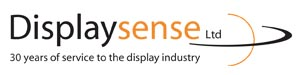 Displaysense Ltd
30 years of service to the display industry